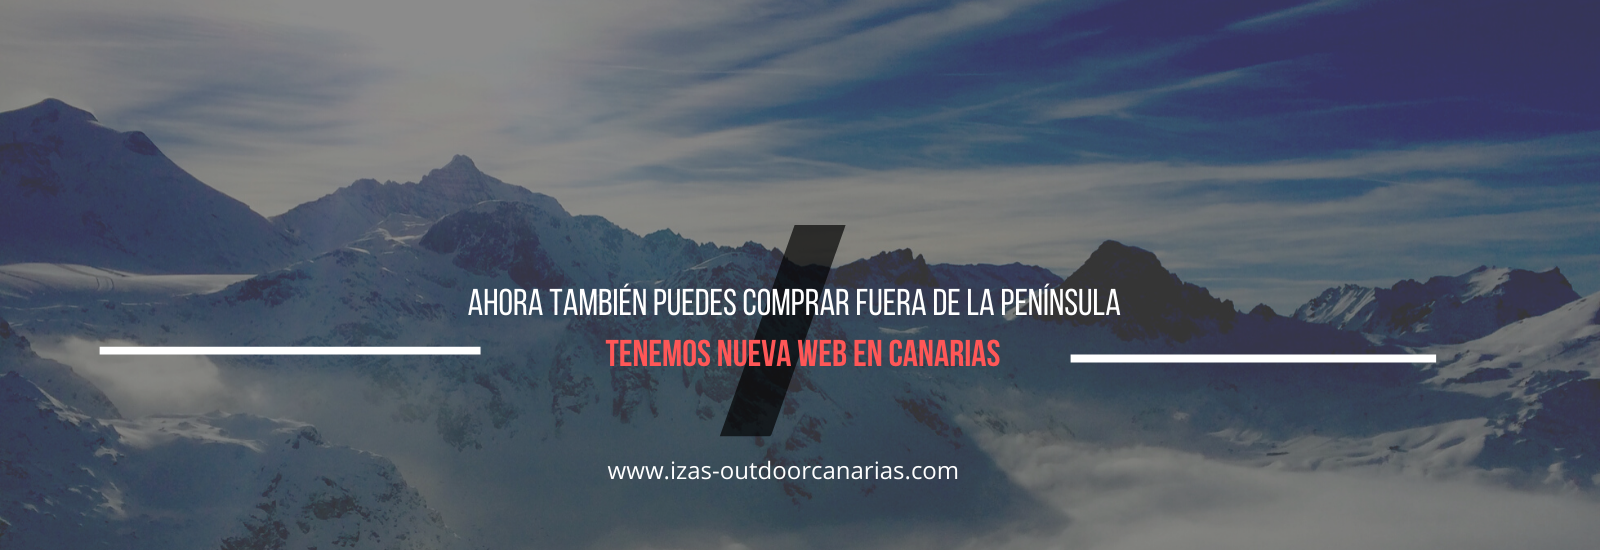 AHORA TAMBIÉN PUEDES COMPRAR FUERA DE LA PENÍNSULA
TENEMOS NUEVA WEB EN CANARIAS
www.izas-outdoorcanarias.com